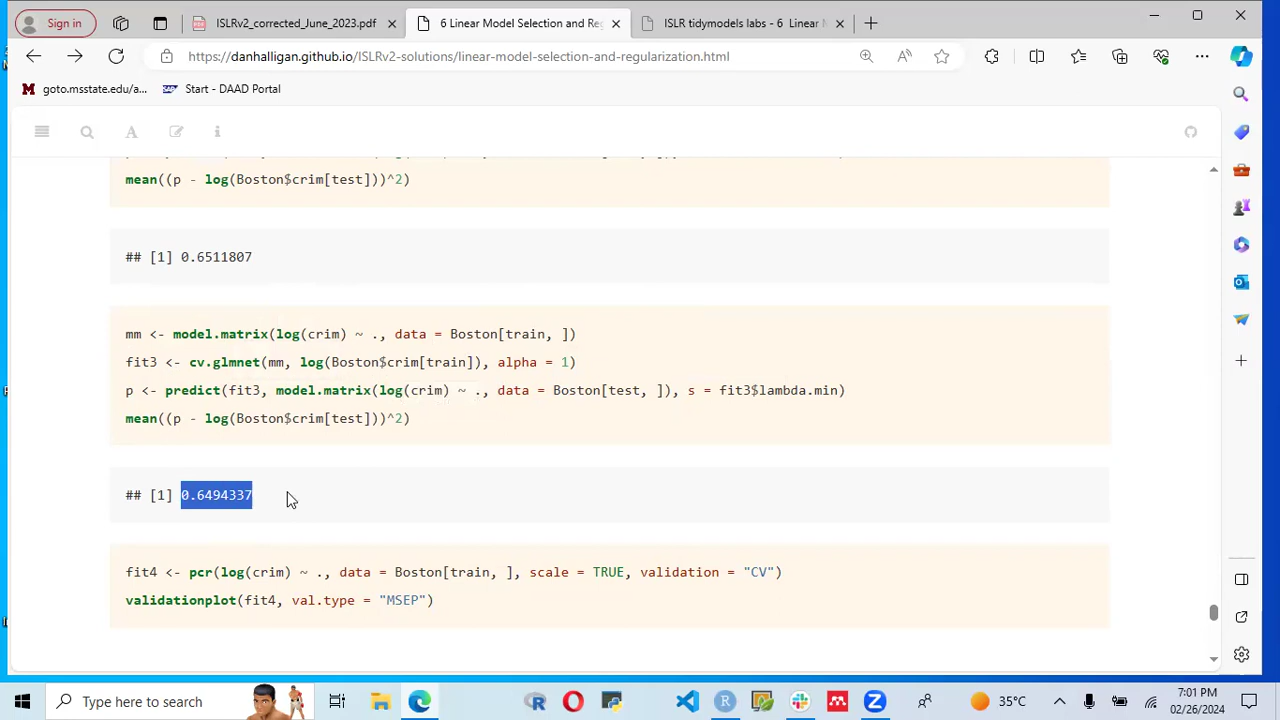 Sign in
ISLRv2_corrected_June_2023.pdf
6 Linear Model Selection and Reg
ISLR tidymodels labs - 6 Linear M
https://danhalligan.github.io/ISLRv2-solutions/linear-model-selection-and-regularization.html
goto.msstate.edu/a...
Start - DAAD Portal
mean((p - log(Boston$crim[test]))^2)
## [1] 0.6511807
mm <- model.matrix(log(crim) ~ ., data = Boston[train, ])
fit3 <- cv.glmnet(mm, log(Boston$crim[train]), alpha = 1)
p <- predict(fit3, model.matrix(log(crim) ~ ., data = Boston[test, ]), s = fit3$lambda.min)
mean((p - log(Boston$crim[test]))^2)
## [1] 0.6494337
fit4 <- pcr(log(crim) ~ ., data = Boston[train, ], scale = TRUE, validation = "CV")
validationplot(fit4, val.type = "MSEP")
Type here to search
35°C
7:01 PM
02/26/2024